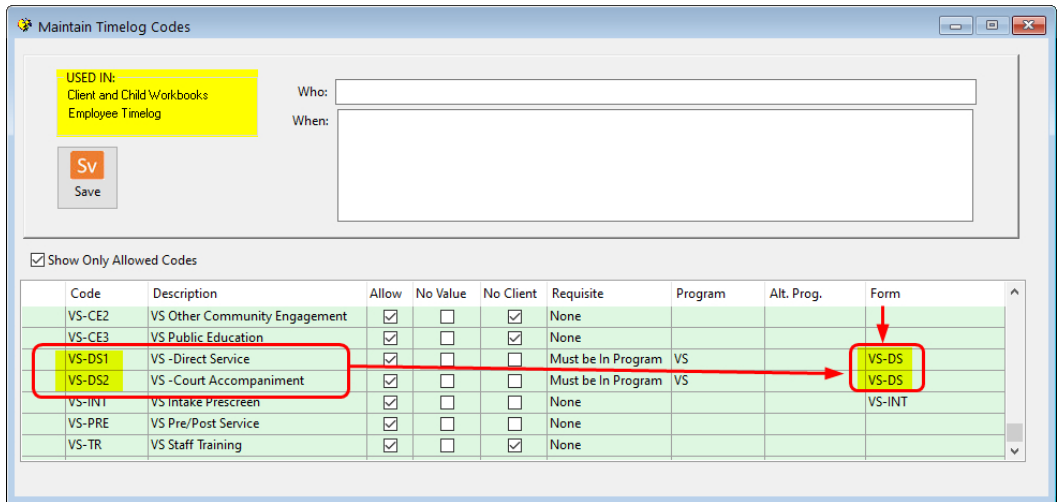 Maintain Timelog Codes
USED IN:
Client and Child Workbooks
Employee Timelog
Who:
When:
Sv
Save
Show Only Allowed Codes
Code Description Allow No Value No Client Requisite Program Alt. Prog. Form
VS-CE2 VS Other Community Engagement None
VS-CE3 VS Public Education None
VS-DS1 VS -Direct Service Must be In Program VS VS-DS
VS-DS2 VS -Court Accompaniment Must be In Program VS VS-DS
VS-INT VS Intake Prescreen None VS-INT
VS-PRE VS Pre/Post Service None
VS-TR VS Staff Training None